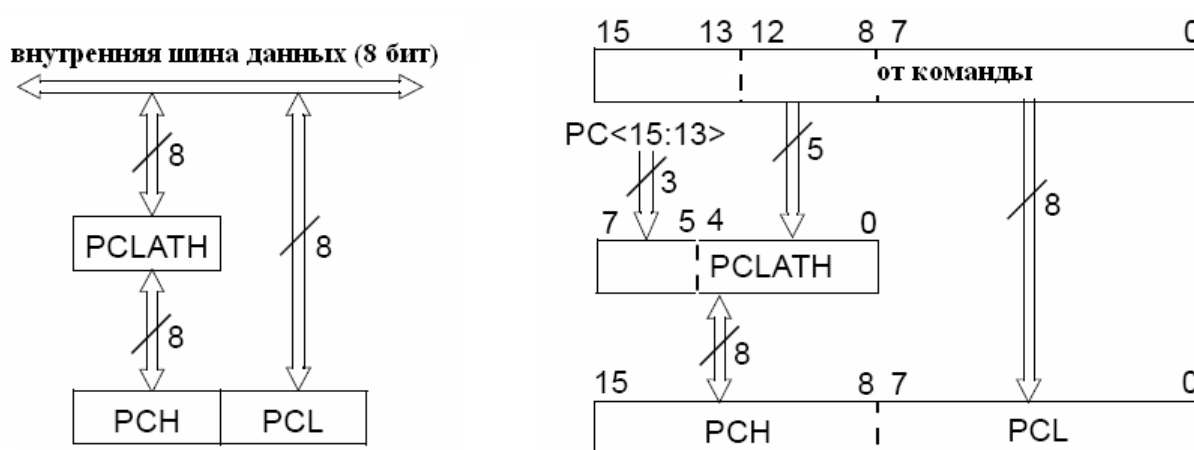 внутренняя шина данных (8 бит)
8
PCLATH
8
8
PCH PCL
15 13 12 8 7 0
от команды
PC<15:13>
3
5
8
7 5 4 0
PCLATH
8
15 8 7 0
PCH PCL